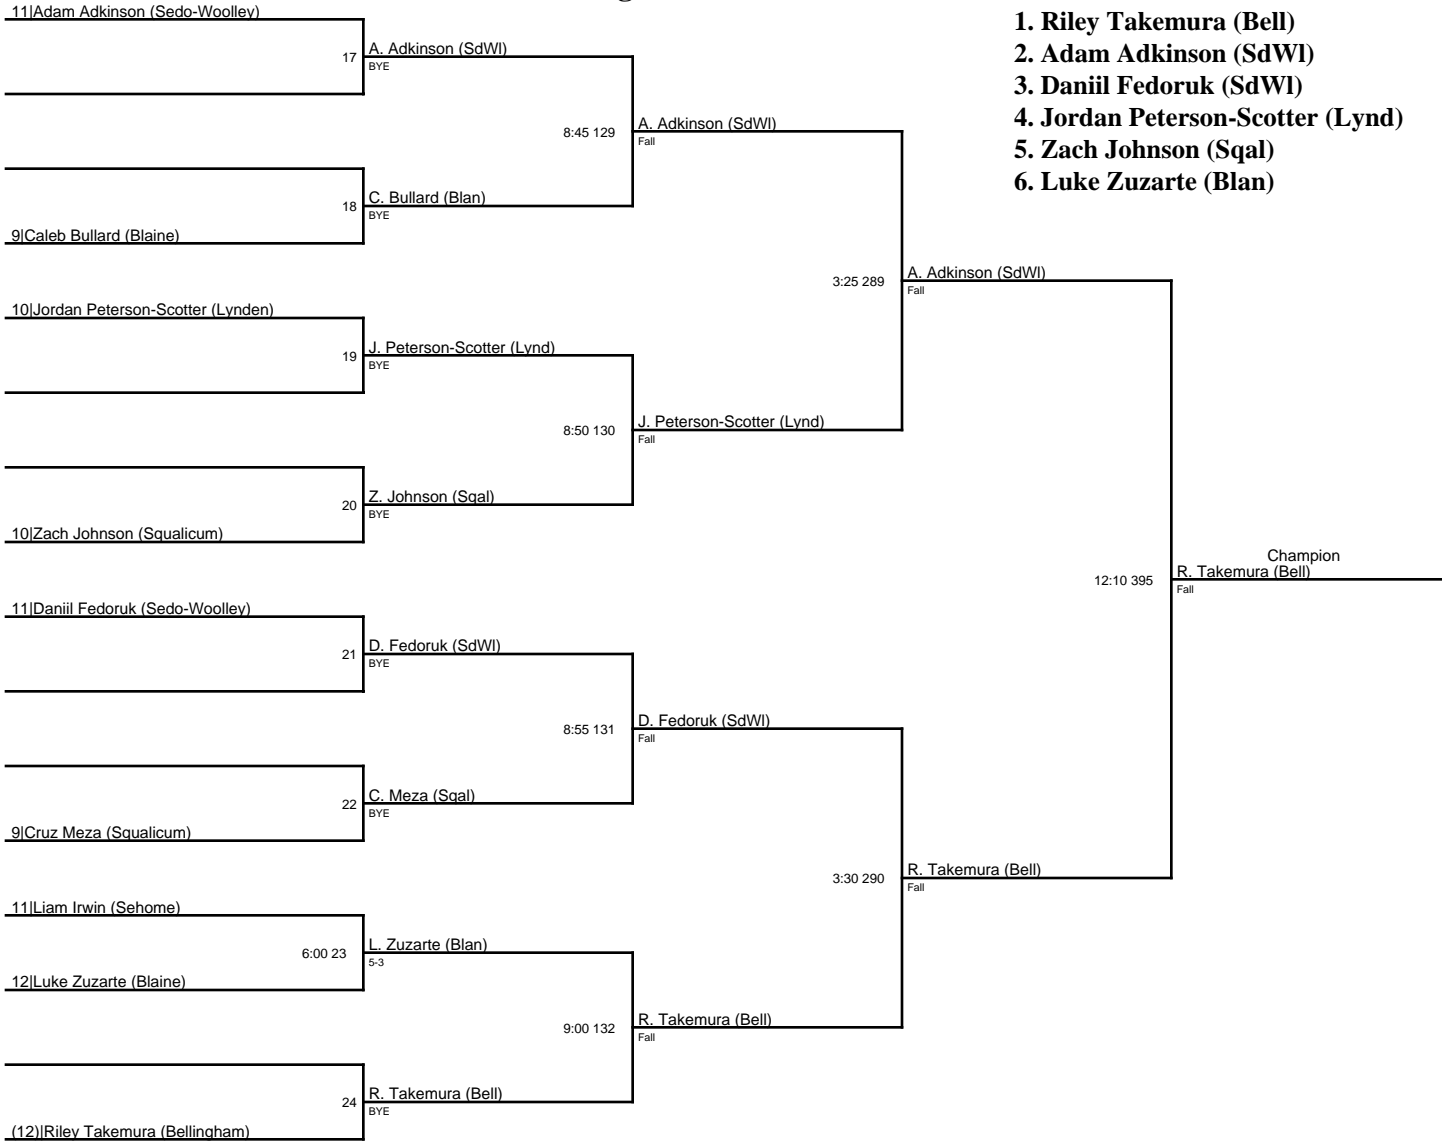 1. Riley Takemura (Bell)
2. Adam Adkinson (SdWl)
3. Daniil Fedoruk (SdWl)
4. Jordan Peterson-Scotter (Lynd)
5. Zach Johnson (Sqal)
6. Luke Zuzarte (Blan)
11|Adam Adkinson (Sedo-Woolley)
17
A. Adkinson (SdWl)
BYE
8:45 129
A. Adkinson (SdWl)
Fall
18
C. Bullard (Blan)
BYE
9|Caleb Bullard (Blaine)
3:25 289
A. Adkinson (SdWl)
Fall
10|Jordan Peterson-Scotter (Lynden)
19
J. Peterson-Scotter (Lynd)
BYE
8:50 130
J. Peterson-Scotter (Lynd)
Fall
20
Z. Johnson (Sqal)
BYE
10|Zach Johnson (Squalicum)
12:10 395
Champion
R. Takemura (Bell)
Fall
11|Daniil Fedoruk (Sedo-Woolley)
21
D. Fedoruk (SdWl)
BYE
8:55 131
D. Fedoruk (SdWl)
Fall
22
C. Meza (Sqal)
BYE
9|Cruz Meza (Squalicum)
3:30 290
R. Takemura (Bell)
Fall
11|Liam Irwin (Sehome)
6:00 23
L. Zuzarte (Blan)
5-3
12|Luke Zuzarte (Blaine)
9:00 132
R. Takemura (Bell)
Fall
24
R. Takemura (Bell)
BYE
(12)|Riley Takemura (Bellingham)